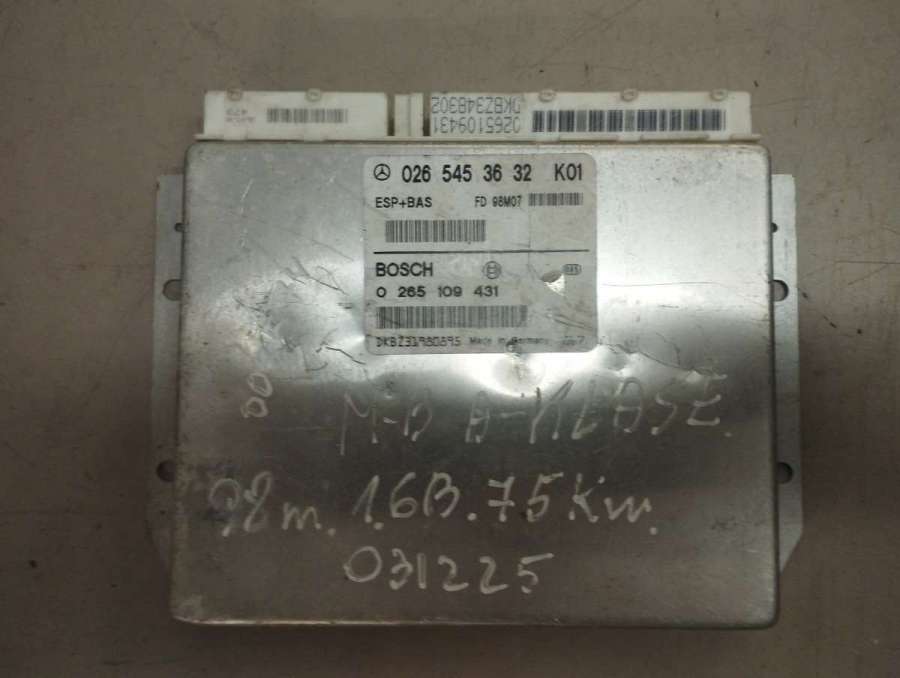 0265109431
DKBZ348302
026 545 36 32 K01
ESP+BAS FD 98M07
BOSCH
0 265 109 431
DKBZ31980895 Made in Germany
M-B A-KLASE.
98m. 1.6B. 75Kw.
031225